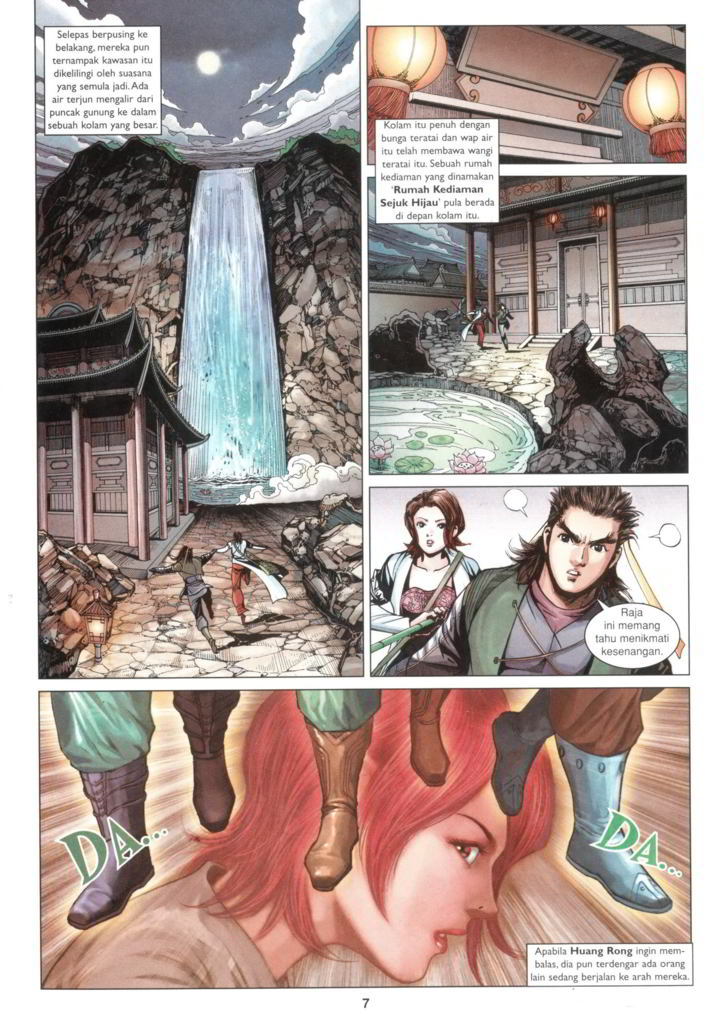 Selepas berpusing ke
belakang, mereka pun
ternampak kawasan itu
dikelilingi oleh suasana
yang semula jadi. Ada
air terjun mengalir dari
puncak gunung ke dalam
sebuah kolam yang besar.
Kolam itu penuh dengan
bunga teratai dan wap air
itu telah membawa wangi
teratai itu. Sebuah rumah
kediaman yang dinamakan
'Rumah Kediaman
Sejuk Hijau' pula berada
di depan kolam itu.
Raja
ini memang
tahu menikmati
kesenangan.
DA...
DA...
Apabila Huang Rong ingin mem-
balas, dia pun terdengar ada orang
lain sedang berjalan ke arah mereka.
7